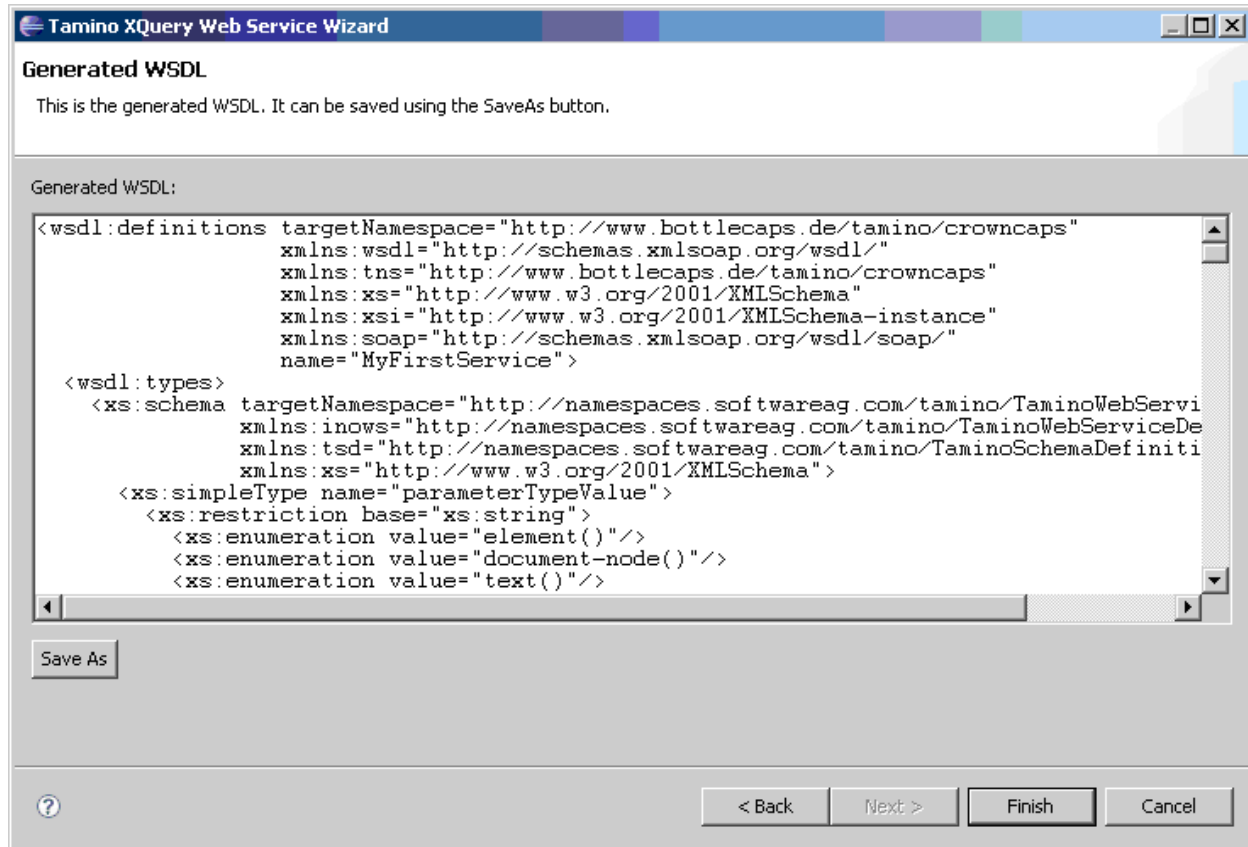 Tamino XQuery Web Service Wizard
Generated WSDL
This is the generated WSDL. It can be saved using the SaveAs button.
Generated WSDL:
<wsdl:definitions targetNamespace="http://www.bottlecaps.de/tamino/crowncaps"
xmlns:wsdl="http://schemas.xmlsoap.org/wsdl/"
xmlns:tns="http://www.bottlecaps.de/tamino/crowncaps"
xmlns:xs="http://www.w3.org/2001/XMLSchema"
xmlns:xsi="http://www.w3.org/2001/XMLSchema-instance"
xmlns:soap="http://schemas.xmlsoap.org/wsdl/soap/"
name="MyFirstService">
<wsdl:types>
<xs:schema targetNamespace="http://namespaces.softwareag.com/tamino/TaminoWebServi
xmlns:inows="http://namespaces.softwareag.com/tamino/TaminoWebServiceDe
xmlns:tsd="http://namespaces.softwareag.com/tamino/TaminoSchemaDefiniti
xmlns:xs="http://www.w3.org/2001/XMLSchema">
<xs:simpleType name="parameterTypeValue">
<xs:restriction base="xs:string">
<xs:enumeration value="element()"/>
<xs:enumeration value="document-node()"/>
<xs:enumeration value="text()"/>
Save As
?
< Back
Next >
Finish
Cancel